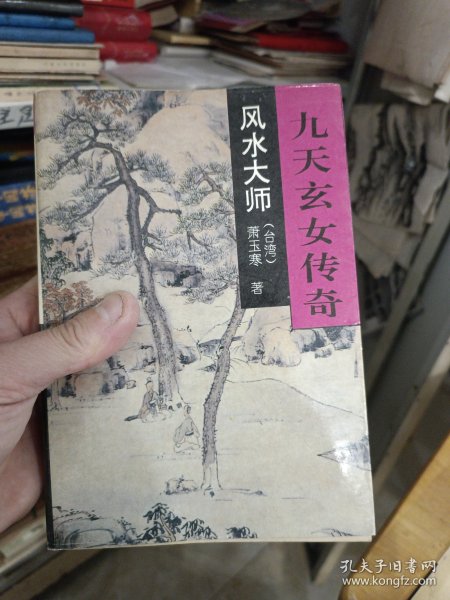 九天玄女传奇
风水大师
(台湾)
萧玉寒 著
孔夫子旧书网
www.kongfz.com